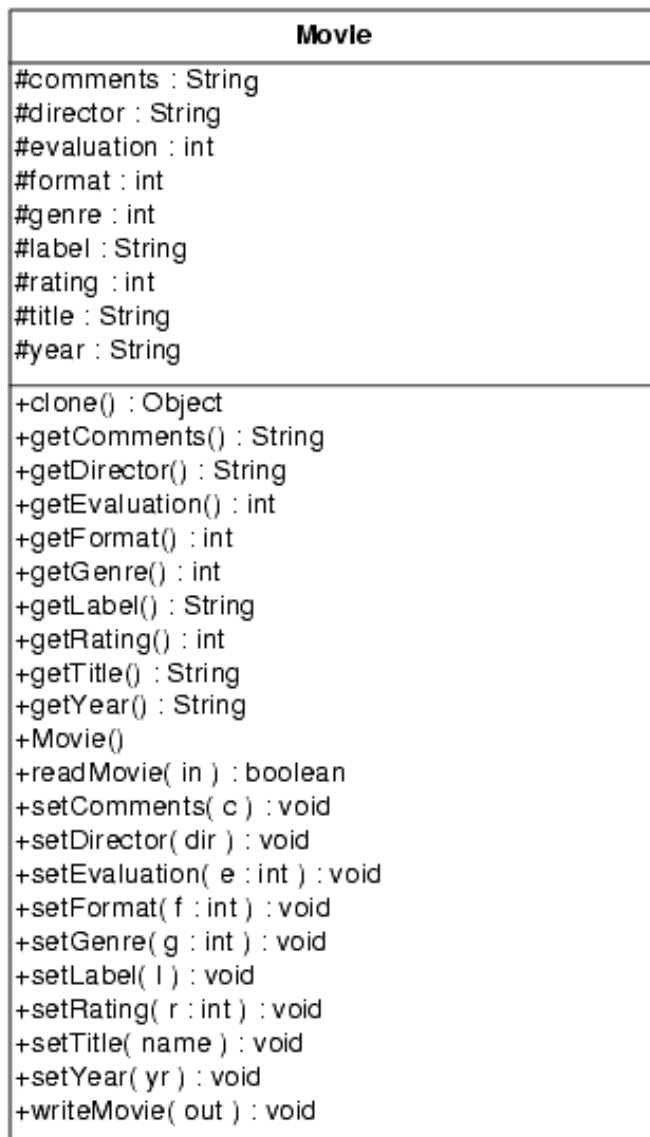 Movie
#comments : String
#director : String
#evaluation : int
#format : int
#genre : int
#label : String
#rating : int
#title : String
#year : String
+clone() : Object
+getComments() : String
+getDirector() : String
+getEvaluation() : int
+getFormat() : int
+getGenre() : int
+getLabel() : String
+getRating() : int
+getTitle() : String
+getYear() : String
+Movie()
+readMovie( in ) : boolean
+setComments( c ) : void
+setDirector( dir ) : void
+setEvaluation( e : int ) : void
+setFormat( f : int ) : void
+setGenre( g : int ) : void
+setLabel( l ) : void
+setRating( r : int ) : void
+setTitle( name ) : void
+setYear( yr ) : void
+writeMovie( out ) : void